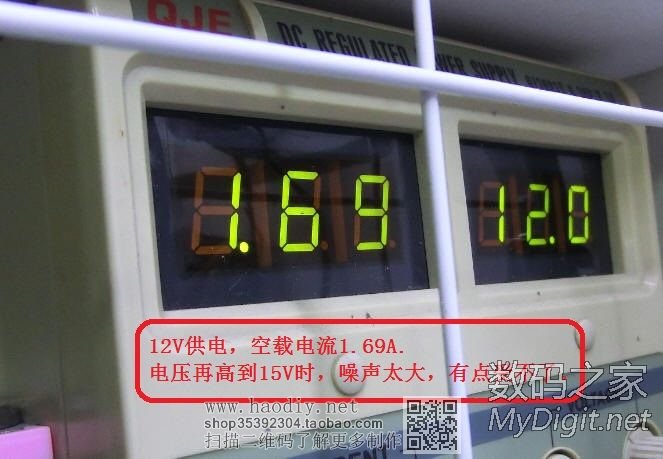 QJE
DC REGULATED POWER SUPPLY
1.69
12.0
A
12V供电，空载电流1.69A.
电压再高到15V时，噪声太大，有点
数码之家
MyDigit.net
www.haodiy.net
shop35392304.taobao.com
扫描二维码了解更多制作